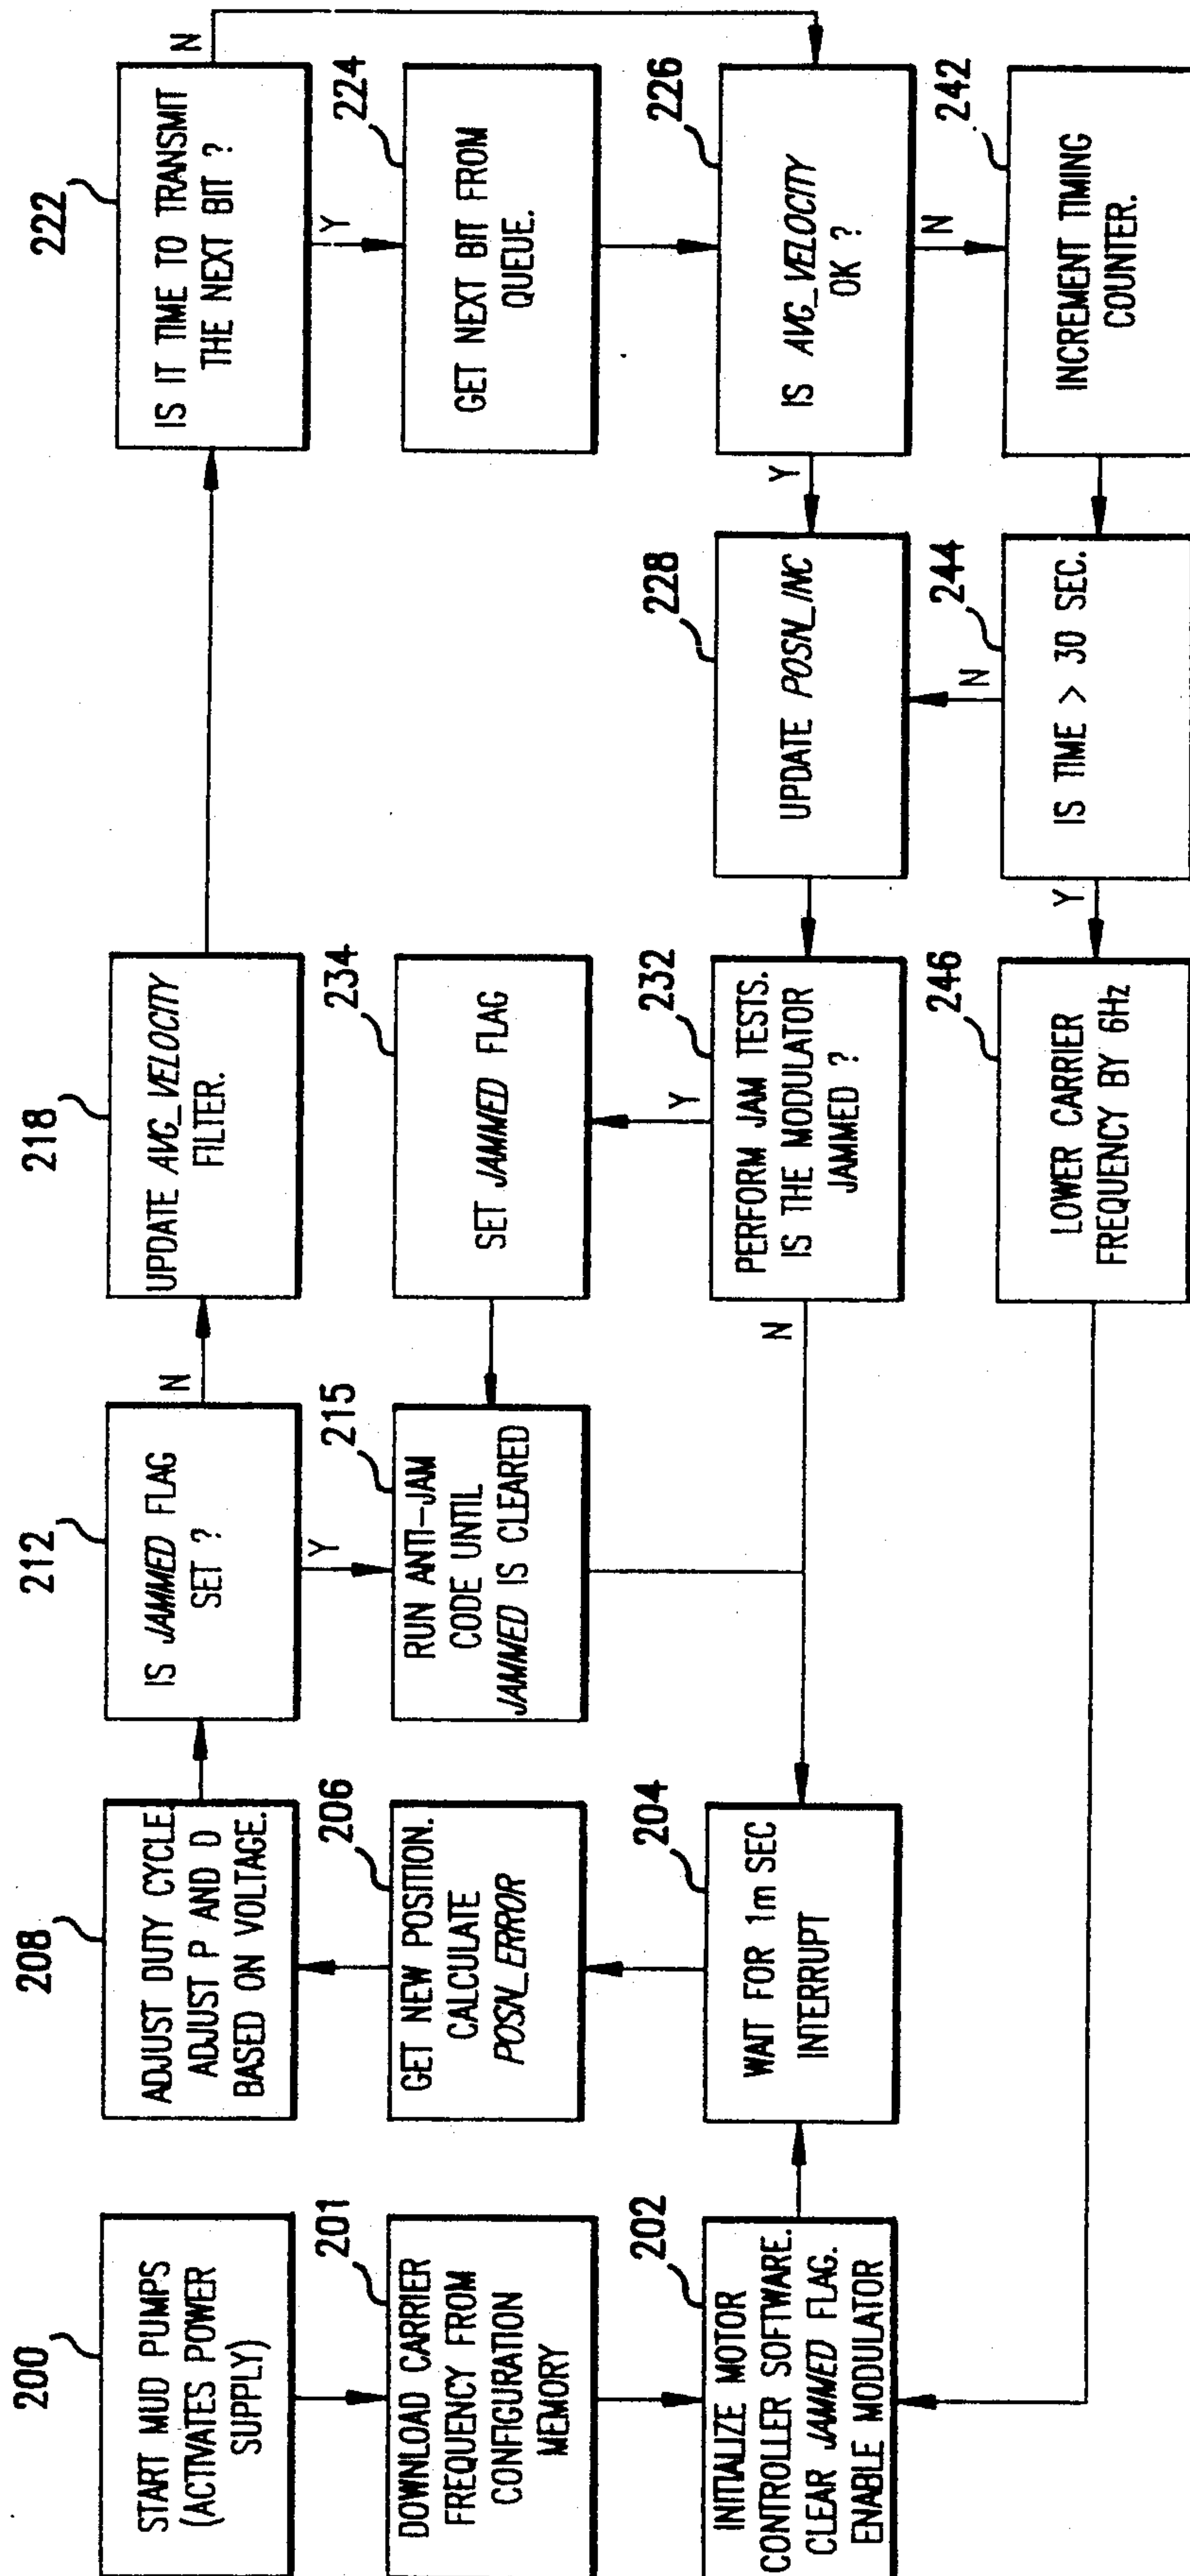 200
START MUD PUMPS
(ACTIVATES POWER
SUPPLY)
201
DOWNLOAD CARRIER
FREQUENCY FROM
CONFIGURATION
MEMORY
202
INITIALIZE MOTOR
CONTROLLER SOFTWARE.
CLEAR JAMMED FLAG.
ENABLE MODULATOR
204
WAIT FOR 1m SEC
INTERRUPT
206
GET NEW POSITION.
CALCULATE
POSN_ERROR
208
ADJUST DUTY CYCLE.
ADJUST P AND D
BASED ON VOLTAGE.
212
IS JAMMED FLAG
SET ?
N
Y
215
RUN ANTI-JAM
CODE UNTIL
JAMMED IS CLEARED
218
UPDATE AVG_VELOCITY
FILTER.
222
IS IT TIME TO TRANSMIT
THE NEXT BIT ?
N
Y
224
GET NEXT BIT FROM
QUEUE.
226
IS AVG_VELOCITY
OK ?
Y
N
228
UPDATE POSN_INC
232
PERFORM JAM TESTS.
IS THE MODULATOR
JAMMED ?
Y
N
234
SET JAMMED FLAG
242
INCREMENT TIMING
COUNTER.
244
IS TIME > 30 SEC.
N
Y
246
LOWER CARRIER
FREQUENCY BY 6Hz